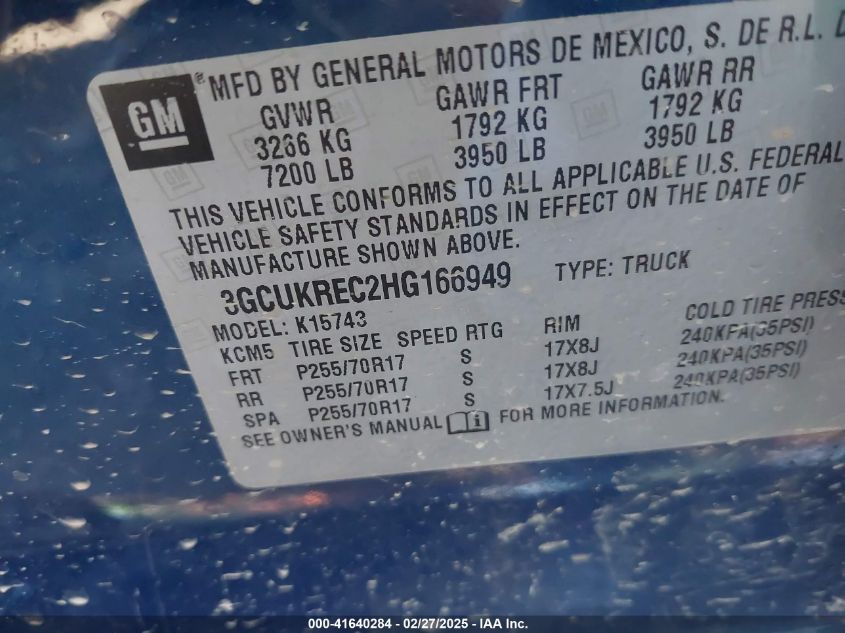 GM
® MFD BY GENERAL MOTORS DE MEXICO, S. DE R.L.
GVWR GAWR FRT GAWR RR
3266 KG 1792 KG 1792 KG
7200 LB 3950 LB 3950 LB
THIS VEHICLE CONFORMS TO ALL APPLICABLE U.S. FEDERAL
VEHICLE SAFETY STANDARDS IN EFFECT ON THE DATE OF
MANUFACTURE SHOWN ABOVE.
3GCUKREC2HG166949 TYPE: TRUCK
MODEL: K15743
KCM5 TIRE SIZE SPEED RTG RIM COLD TIRE PRESS
FRT P255/70R17 S 17X8J 240KPA(35PSI)
RR P255/70R17 S 17X8J 240KPA(35PSI)
SPA P255/70R17 S 17X7.5J 240KPA(35PSI)
SEE OWNER'S MANUAL FOR MORE INFORMATION.
000-41640284 - 02/27/2025 - IAA Inc.